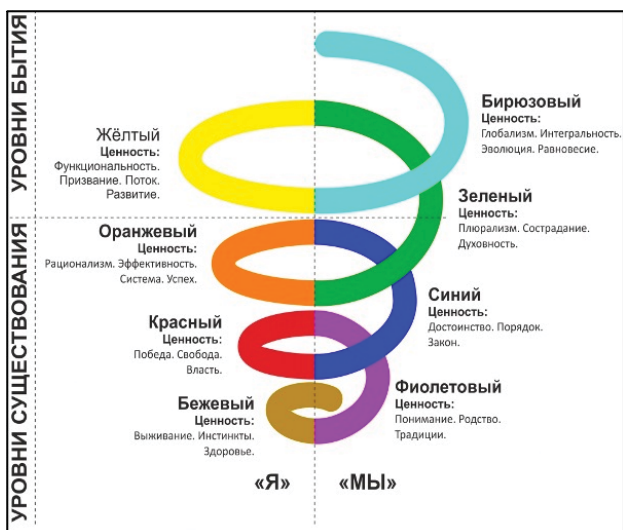 УРОВНИ БЫТИЯ
Бирюзовый
Ценность:
Глобализм. Интегральность.
Эволюция. Равновесие.
Жёлтый
Ценность:
Функциональность.
Призвание. Поток.
Развитие.
Зеленый
Ценность:
Плюрализм. Сострадание.
Духовность.
УРОВНИ СУЩЕСТВОВАНИЯ
Оранжевый
Ценность:
Рационализм. Эффективность.
Система. Успех.
Синий
Ценность:
Достоинство. Порядок.
Закон.
Красный
Ценность:
Победа. Свобода.
Власть.
Фиолетовый
Ценность:
Понимание. Родство.
Традиции.
Бежевый
Ценность:
Выживание. Инстинкты.
Здоровье.
«Я» «МЫ»